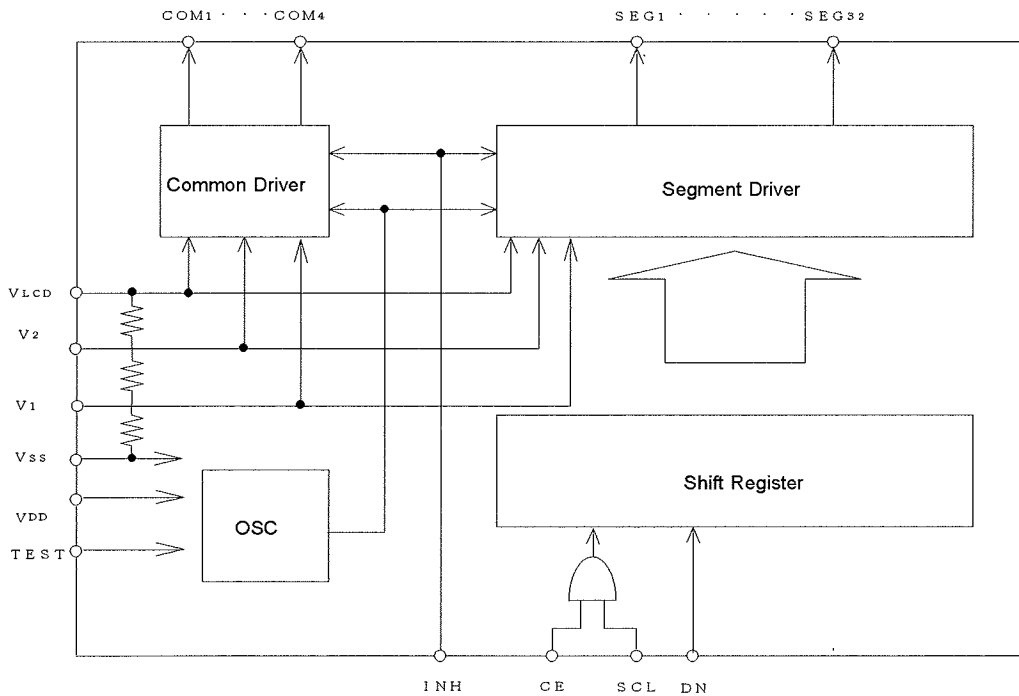 COM1 · · · COM4 SEG1 · · · · · · SEG32
Common Driver
Segment Driver
VLCD
V2
V1
VSS
VDD
TEST
OSC
Shift Register
INH CE SCL DN